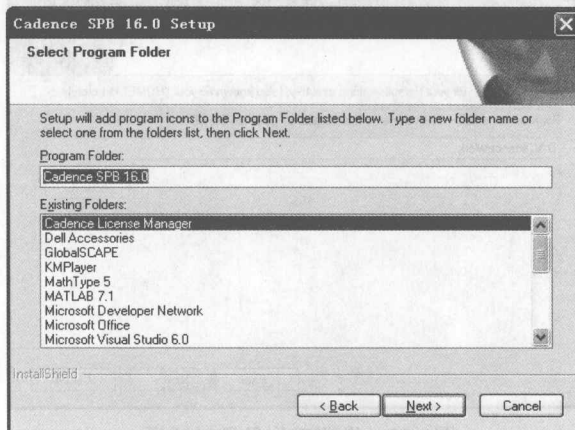 Cadence SPB 16.0 Setup
Select Program Folder
Setup will add program icons to the Program Folder listed below. Type a new folder name or
select one from the folders list, then click Next.
Program Folder:
Cadence SPB 16.0
Existing Folders:
Cadence License Manager
Dell Accessories
GlobalSCAPE
KMPlayer
MathType 5
MATLAB 7.1
Microsoft Developer Network
Microsoft Office
Microsoft Visual Studio 6.0
InstallShield
< Back Next > Cancel